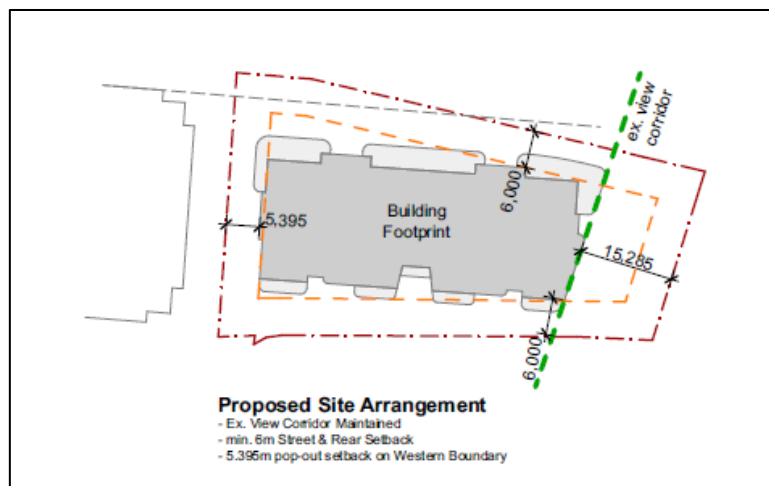 ex. view
corridor
6,000
Building
Footprint
5,395
15,285
6,000
Proposed Site Arrangement
- Ex. View Corridor Maintained
- min. 6m Street & Rear Setback
- 5.395m pop-out setback on Western Boundary